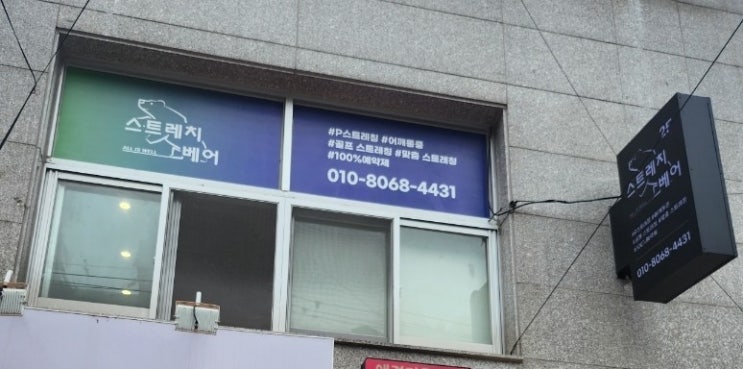 스트레치
베어
ALL IS WELL
#P스트레칭 #어깨통증
#골프 스트레칭 #맞춤 스트레칭
#100%예약제
010-8068-4431
2F
스트레치
베어
010-8068-4431